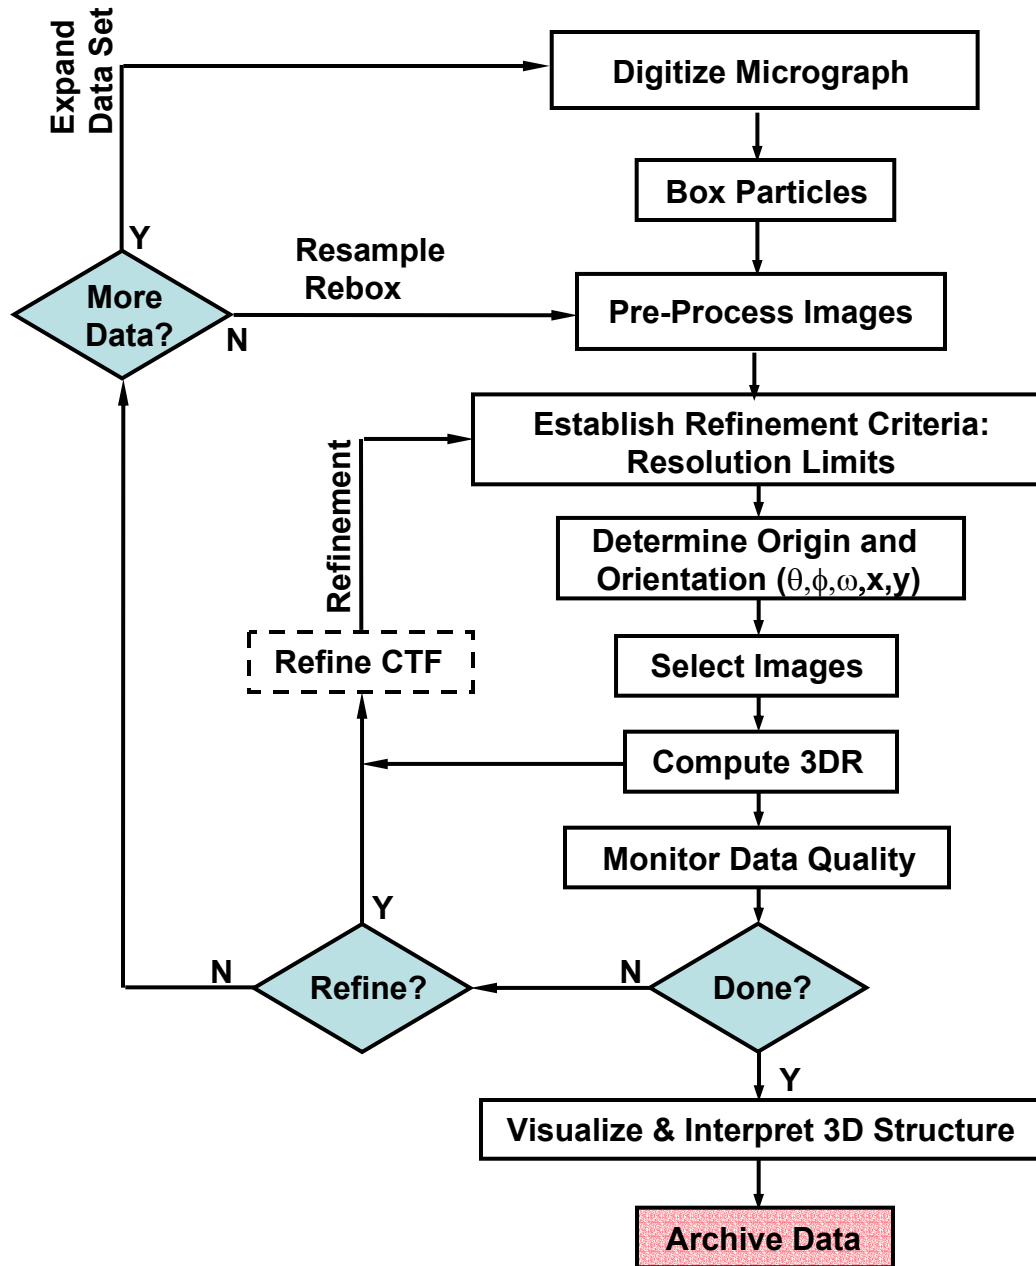 Expand
Data Set
Digitize Micrograph
Box Particles
Y
Resample
Rebox
More
Data?
N
Pre-Process Images
Establish Refinement Criteria:
Resolution Limits
Refinement
Determine Origin and
Orientation (θ,ϕ,ω,x,y)
Refine CTF
Select Images
Compute 3DR
Monitor Data Quality
Y
N
Refine?
N
Done?
Y
Visualize & Interpret 3D Structure
Archive Data